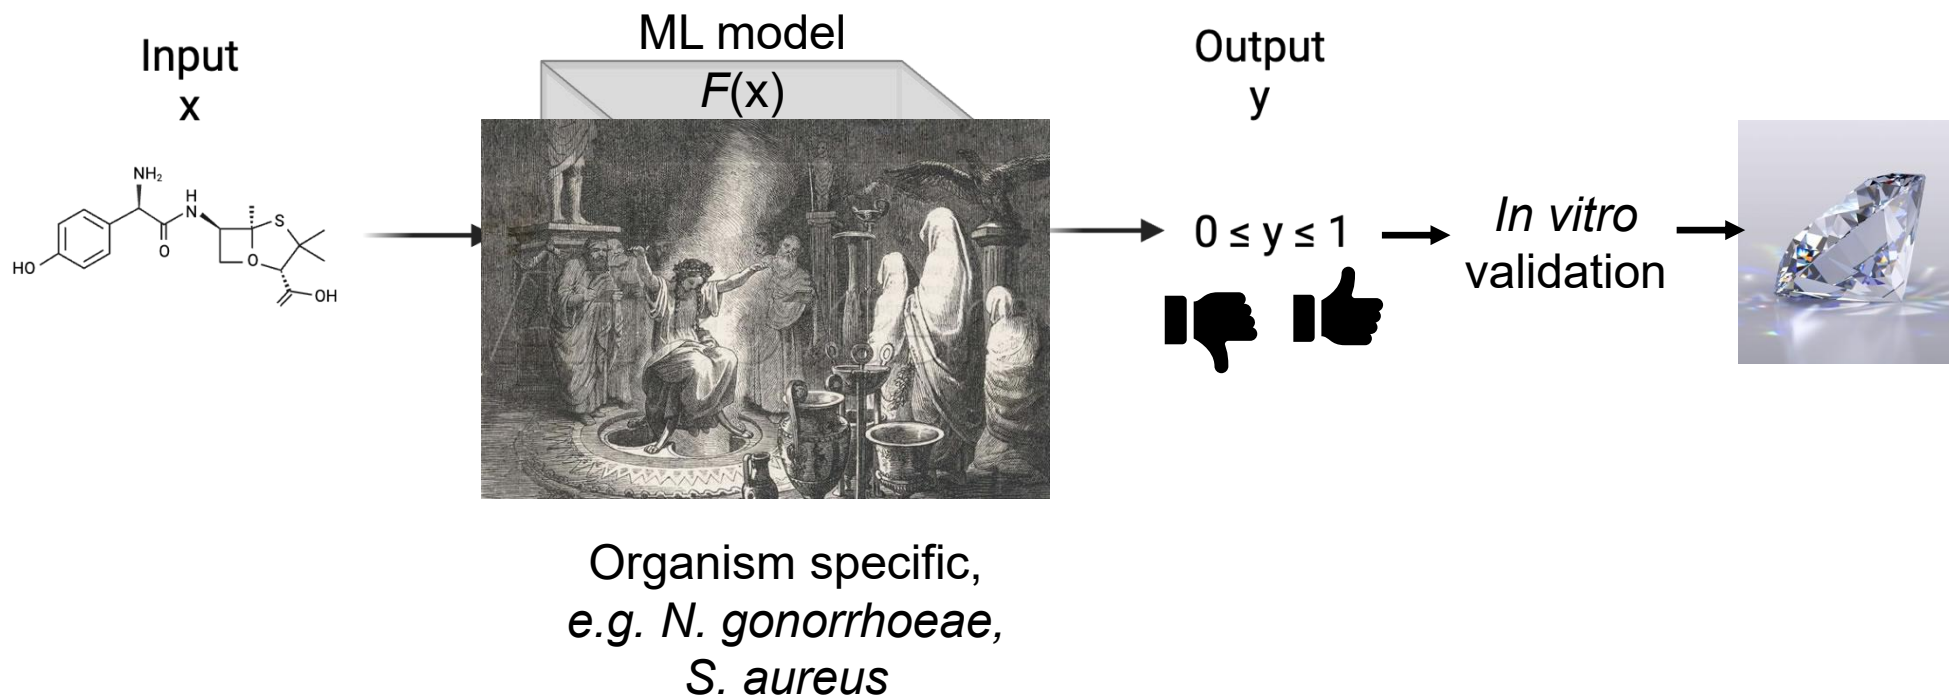 Input
x
NH₂
H
N
S
O
O
HO
OH
ML model
F(x)
Organism specific,
e.g. N. gonorrhoeae,
S. aureus
Output
y
0 ≤ y ≤ 1
In vitro
validation